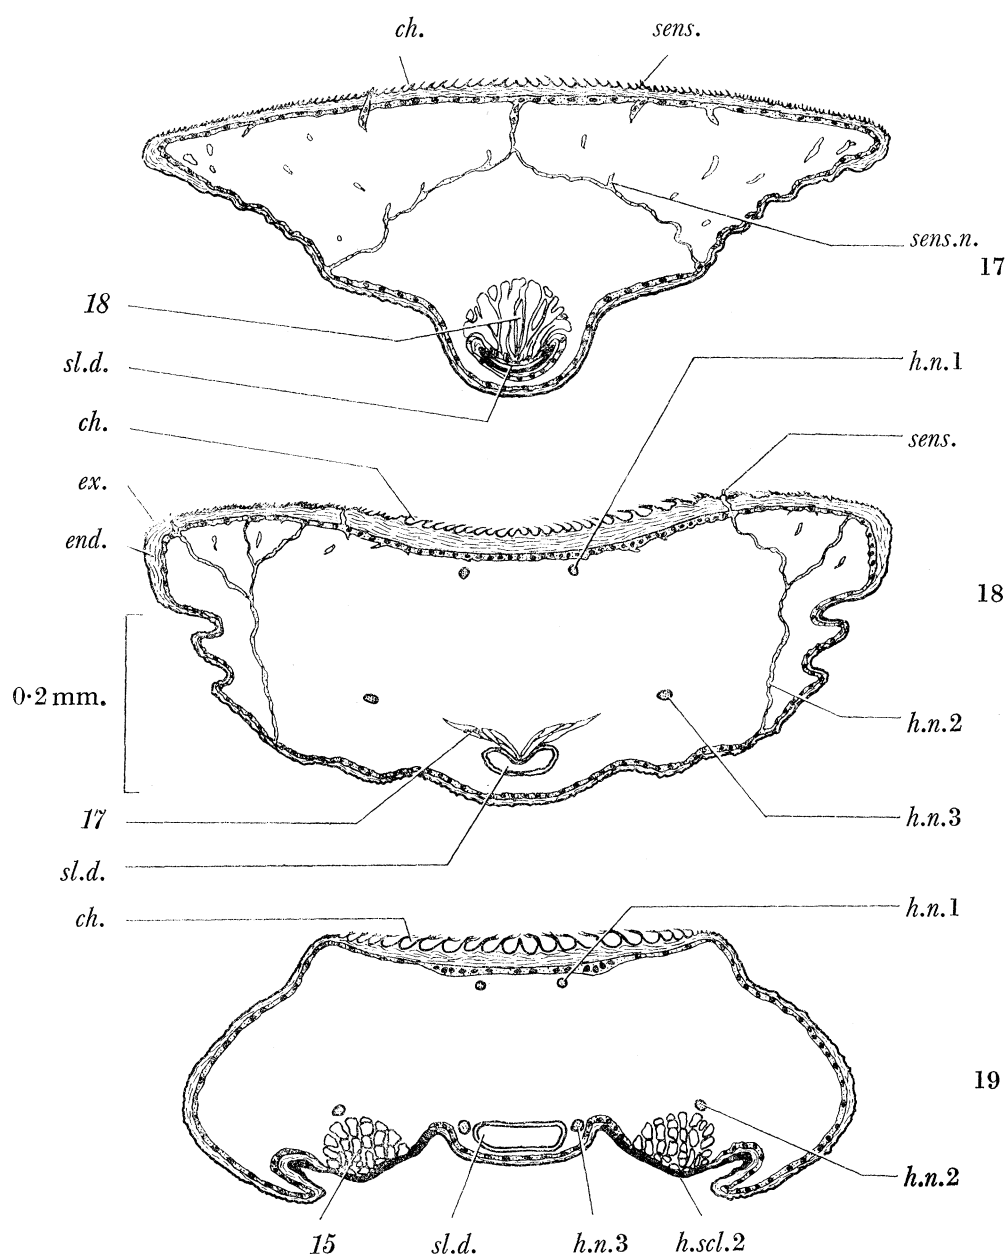 ch. sens.
sens.n.
17
18
sl.d. h.n.1
ch. sens.
ex.
end.
18
0·2 mm.
h.n.2
17 h.n.3
sl.d.
ch. h.n.1
19
h.n.2
15 sl.d. h.n.3 h.scl.2